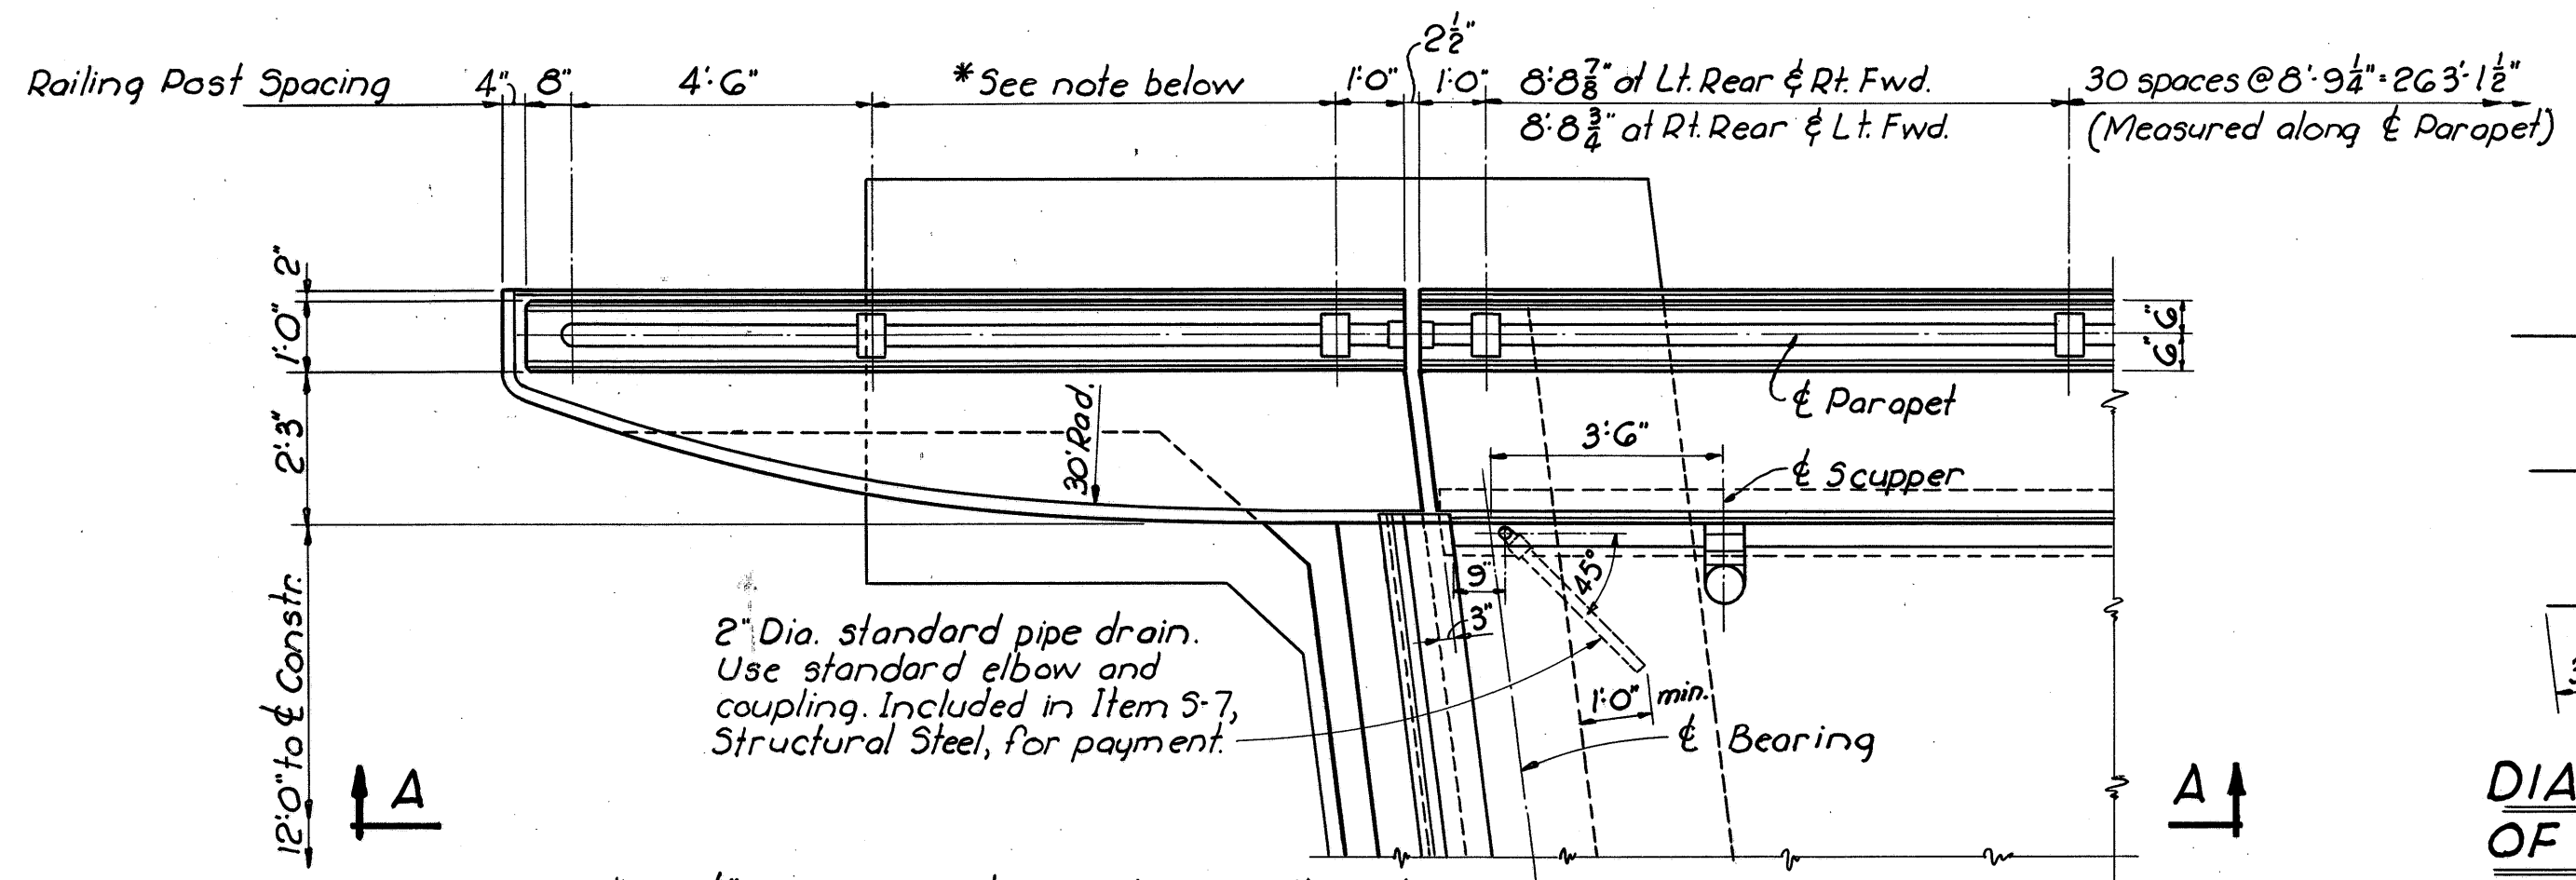 2½"
Railing Post Spacing 4" 8" 4'-6" *See note below 1'-0" 1'-0" 8'-8⅞" at Lt. Rear & Rt. Fwd. 30 spaces @ 8'-9¼" = 263'-1½"
8'-8¾" at Rt. Rear & Lt. Fwd. (Measured along ℄ Parapet)
2"
1'-0"
6"
6"
2'-3"
30' Rad.
℄ Parapet
3'-6"
℄ Scupper
12'-0" to ℄ Constr.
9"
45°
3"
2" Dia. standard pipe drain.
Use standard elbow and
coupling. Included in Item S-7,
Structural Steel, for payment.
1'-0" min.
℄ Bearing
A
A
DIA
OF